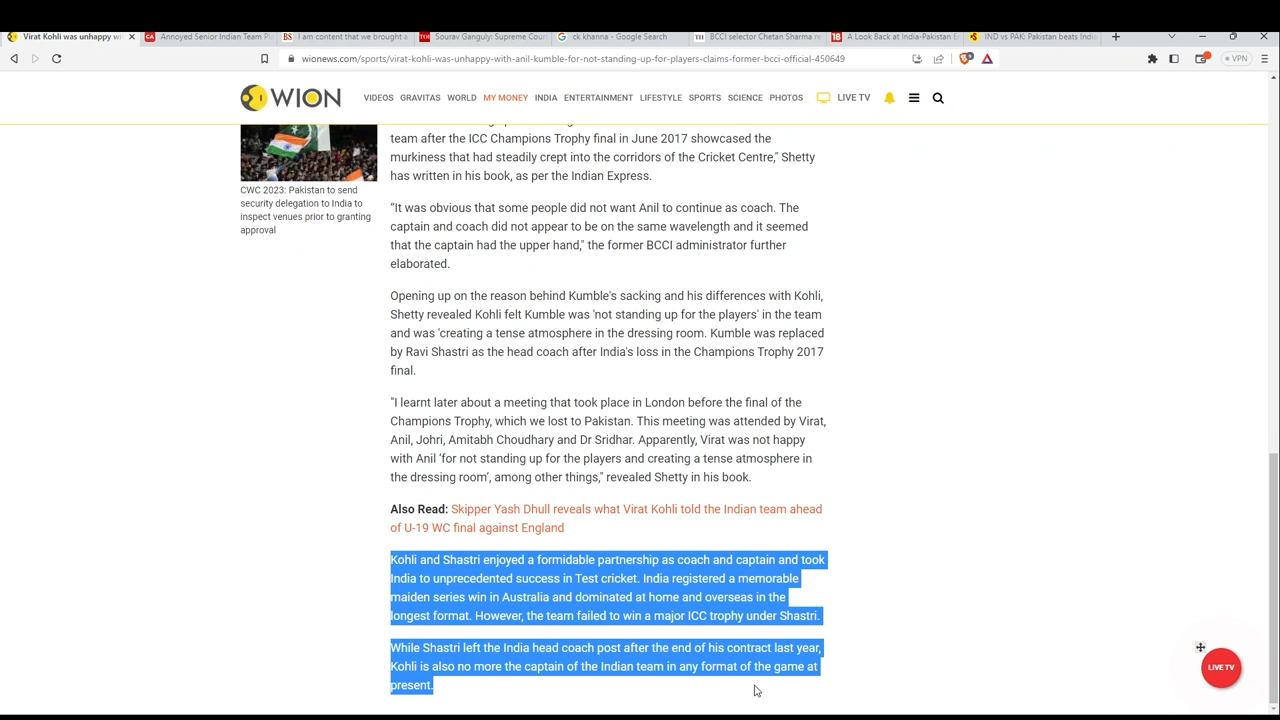 Virat Kohli was unhappy wi
Annoyed Senior Indian Team Pl
I am content that we brought a
Sourav Ganguly: Supreme Cour
ck khanna - Google Search
BCCI selector Chetan Sharma re
A Look Back at India-Pakistan E
IND vs PAK: Pakistan beats Indi
wionews.com/sports/virat-kohli-was-unhappy-with-anil-kumble-for-not-standing-up-for-players-claims-former-bcci-official-450649
VPN
WION
VIDEOS GRAVITAS WORLD MY MONEY INDIA ENTERTAINMENT LIFESTYLE SPORTS SCIENCE PHOTOS LIVE TV
CWC 2023: Pakistan to send
security delegation to India to
inspect venues prior to granting
approval
team after the ICC Champions Trophy final in June 2017 showcased the
murkiness that had steadily crept into the corridors of the Cricket Centre," Shetty
has written in his book, as per the Indian Express.
"It was obvious that some people did not want Anil to continue as coach. The
captain and coach did not appear to be on the same wavelength and it seemed
that the captain had the upper hand," the former BCCI administrator further
elaborated.
Opening up on the reason behind Kumble's sacking and his differences with Kohli,
Shetty revealed Kohli felt Kumble was 'not standing up for the players' in the team
and was 'creating a tense atmosphere in the dressing room. Kumble was replaced
by Ravi Shastri as the head coach after India's loss in the Champions Trophy 2017
final.
"I learnt later about a meeting that took place in London before the final of the
Champions Trophy, which we lost to Pakistan. This meeting was attended by Virat,
Anil, Johri, Amitabh Choudhary and Dr Sridhar. Apparently, Virat was not happy
with Anil 'for not standing up for the players and creating a tense atmosphere in
the dressing room', among other things," revealed Shetty in his book.
Also Read: Skipper Yash Dhull reveals what Virat Kohli told the Indian team ahead
of U-19 WC final against England
Kohli and Shastri enjoyed a formidable partnership as coach and captain and took
India to unprecedented success in Test cricket. India registered a memorable
maiden series win in Australia and dominated at home and overseas in the
longest format. However, the team failed to win a major ICC trophy under Shastri.
While Shastri left the India head coach post after the end of his contract last year,
Kohli is also no more the captain of the Indian team in any format of the game at
present.
LIVE TV